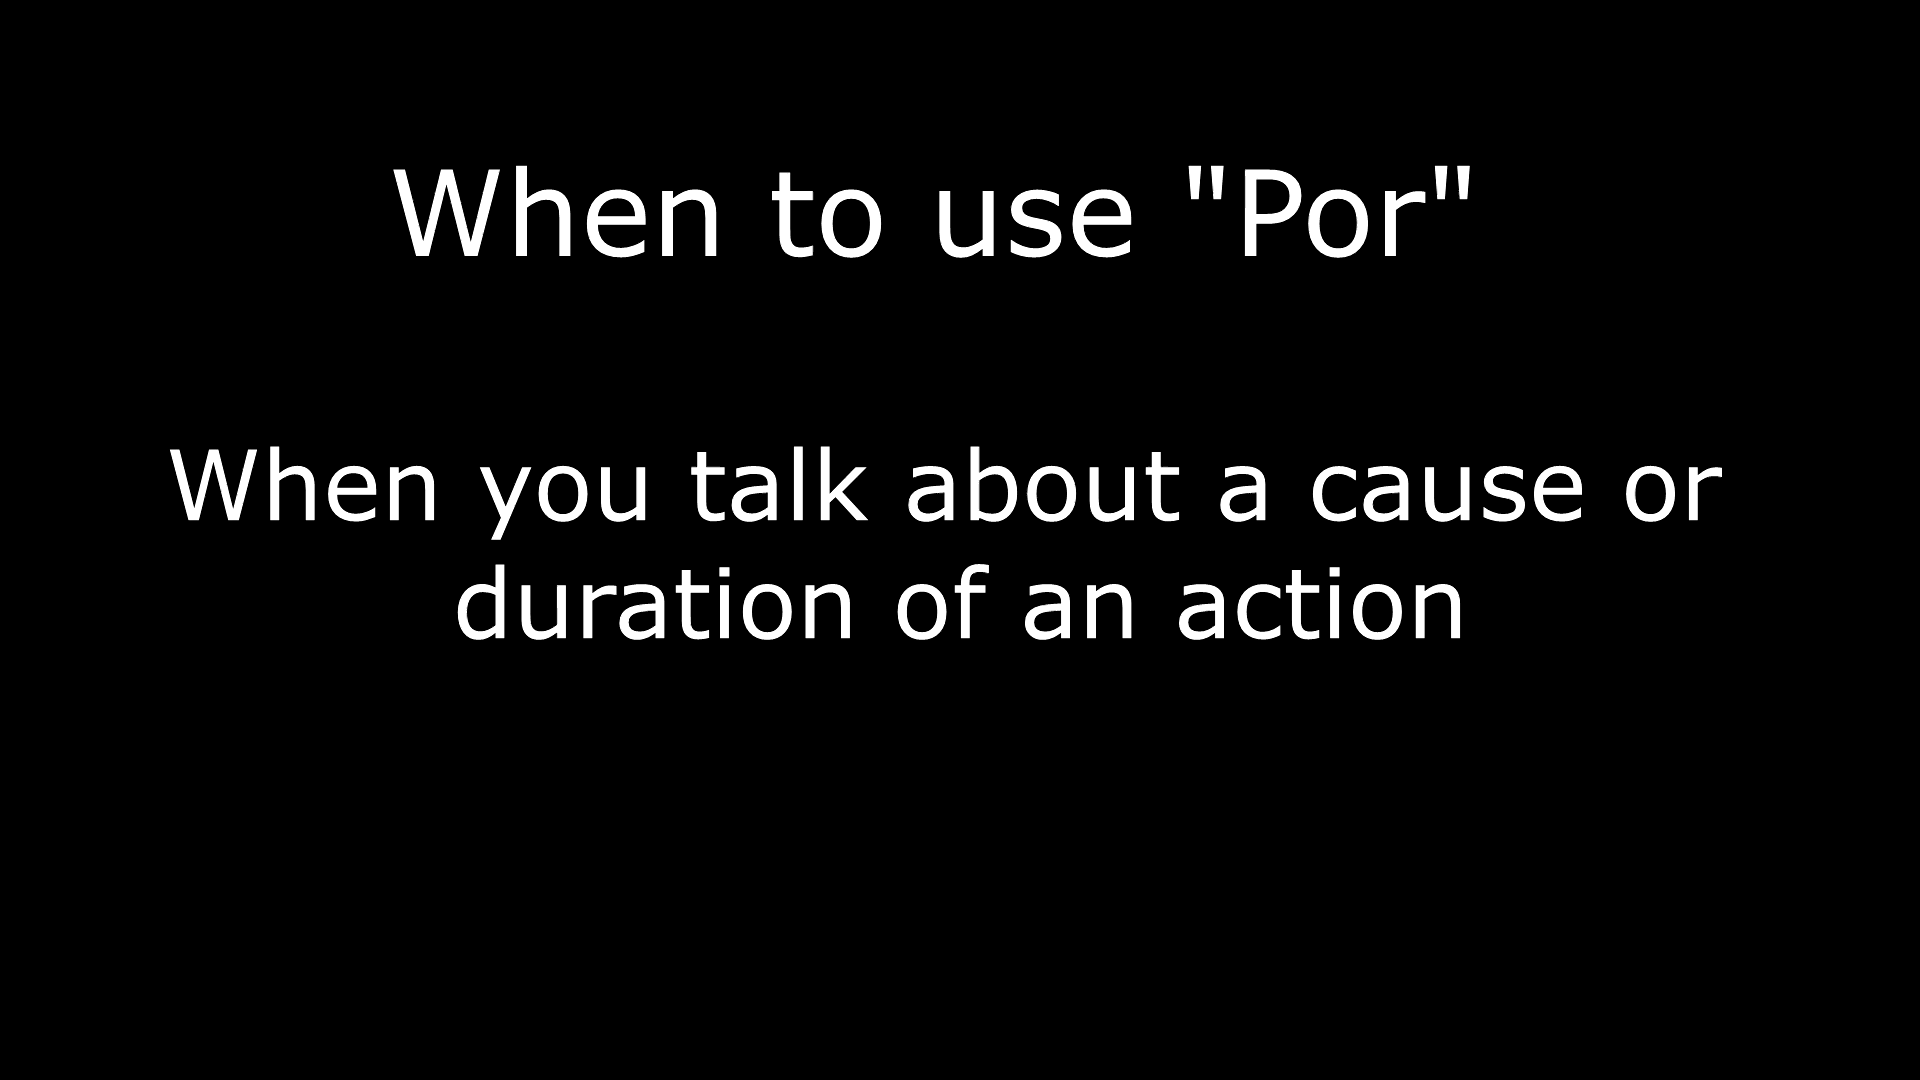 When to use "Por"
When you talk about a cause or
duration of an action